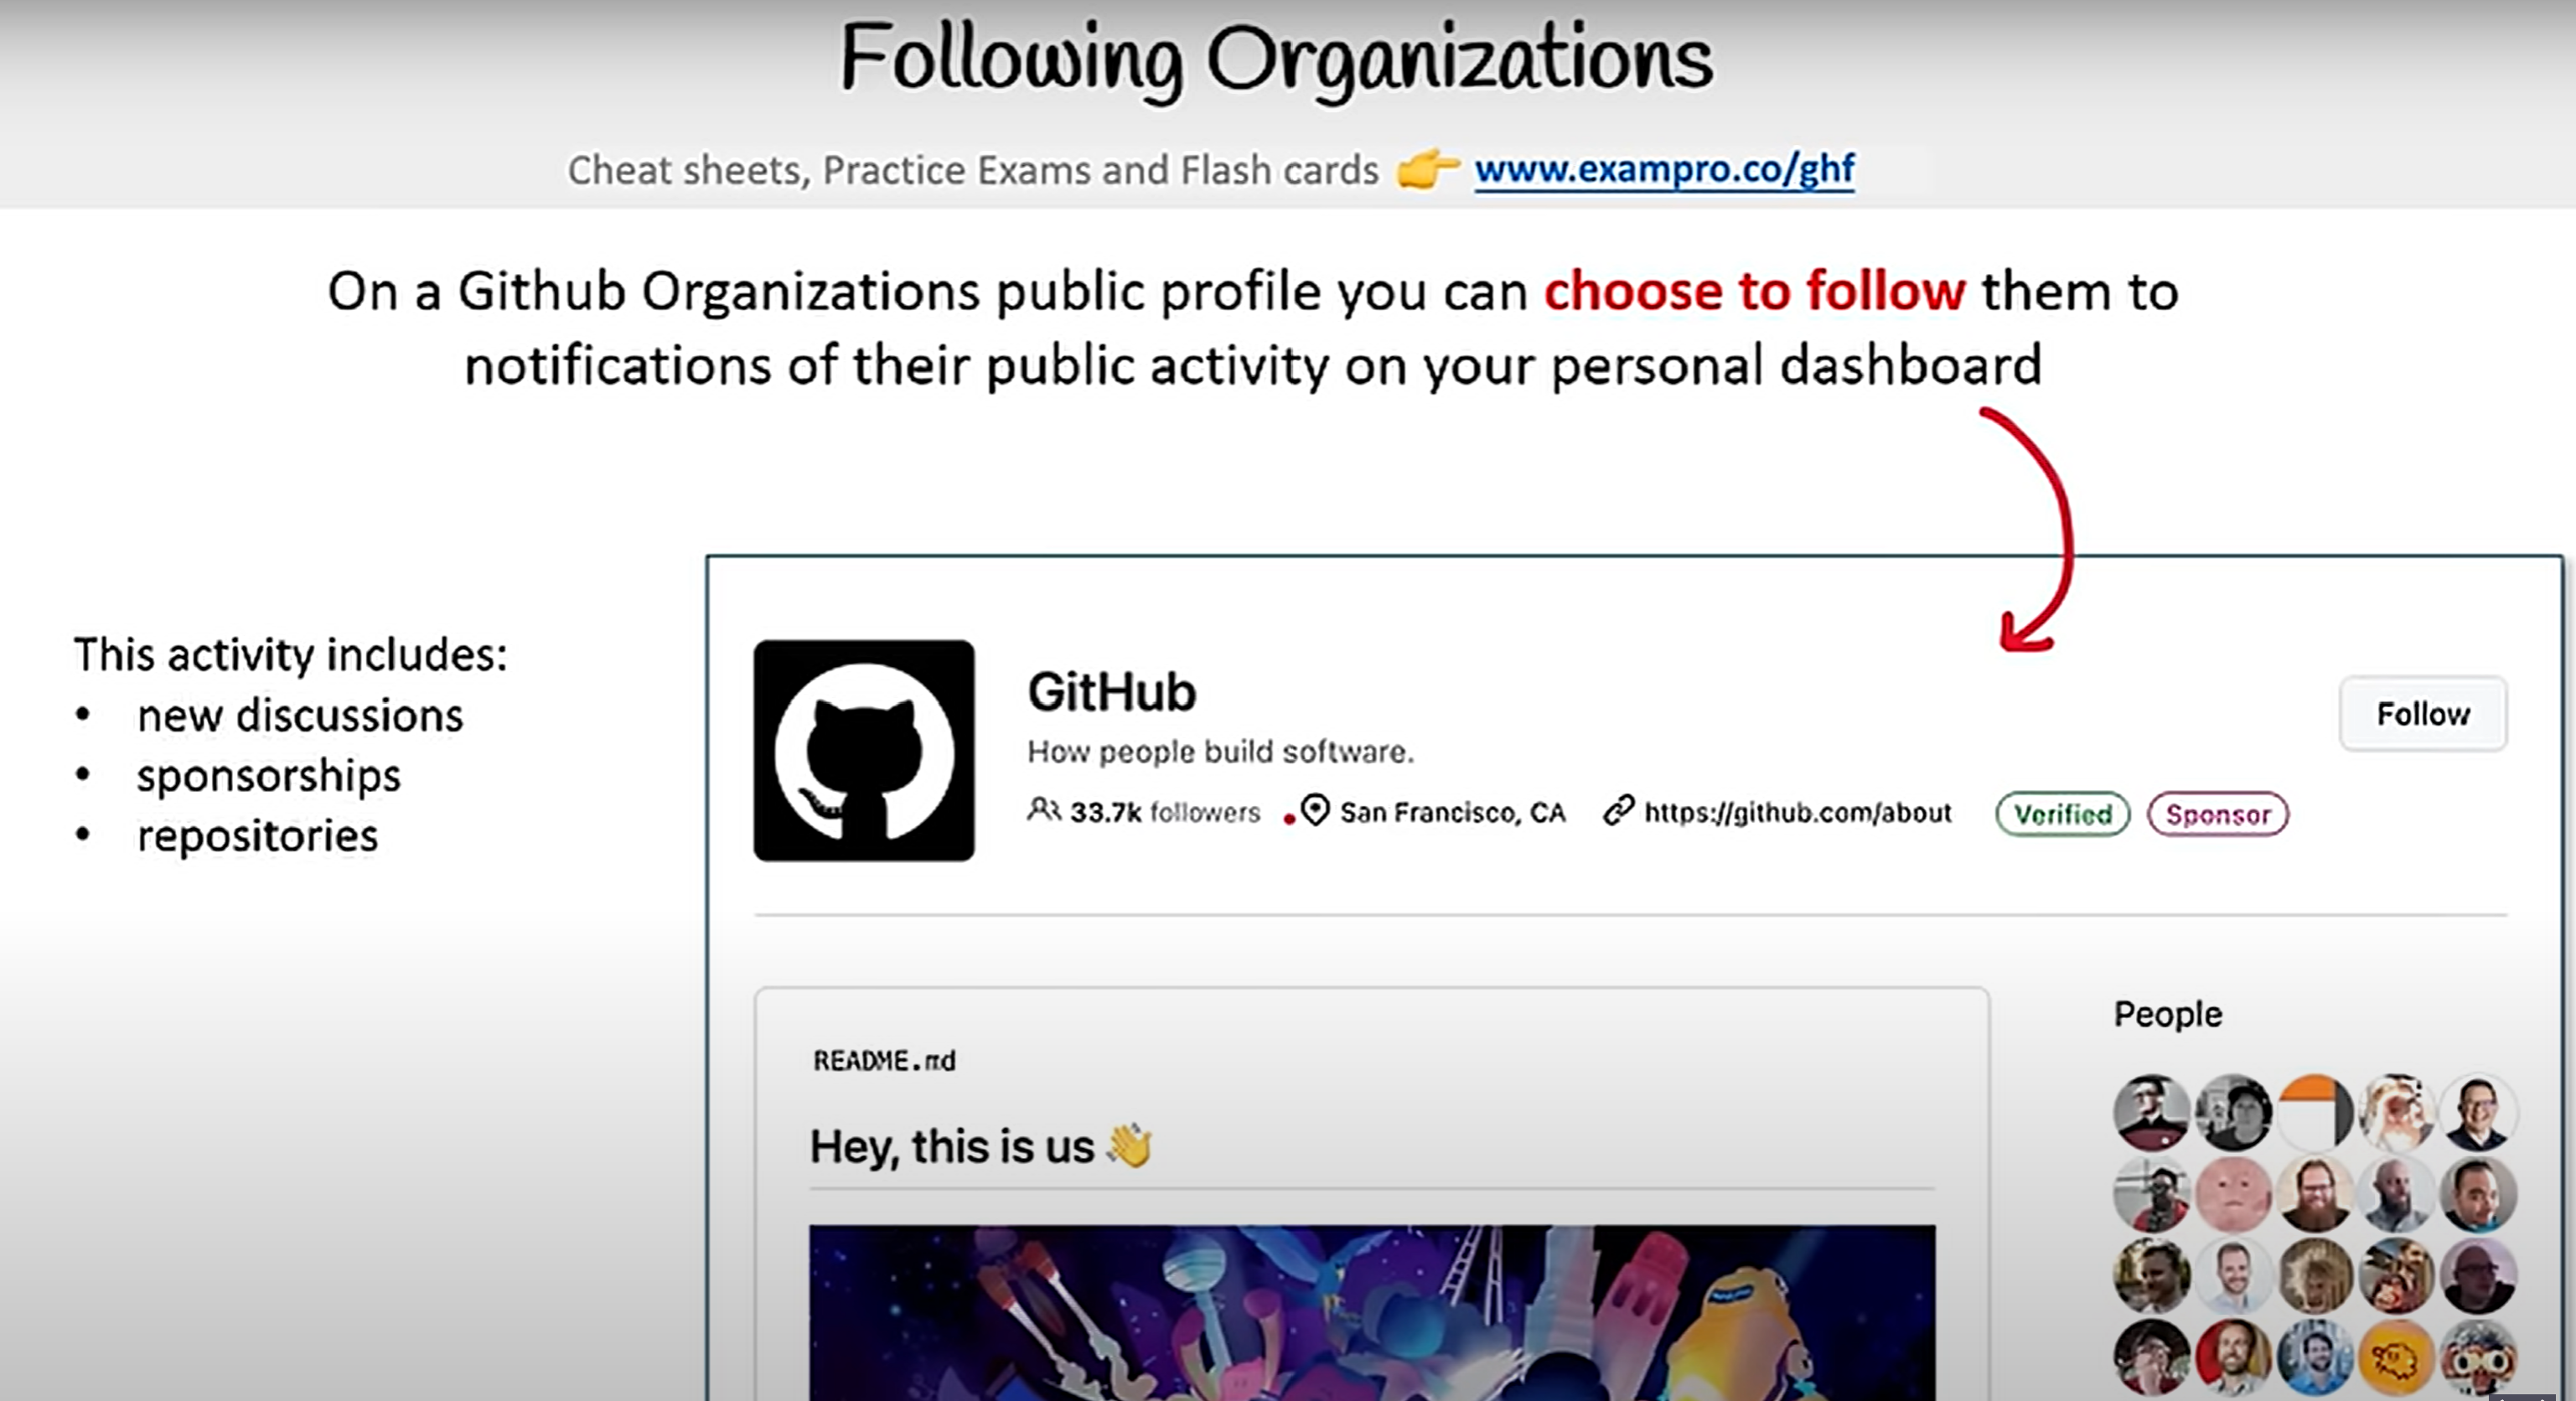 Following Organizations
Cheat sheets, Practice Exams and Flash cards 👉 www.exampro.co/ghf
On a Github Organizations public profile you can choose to follow them to
notifications of their public activity on your personal dashboard
This activity includes:
• new discussions
• sponsorships
• repositories
GitHub
Follow
How people build software.
33.7k followers
San Francisco, CA
https://github.com/about
Verified
Sponsor
People
README.md
Hey, this is us 👋